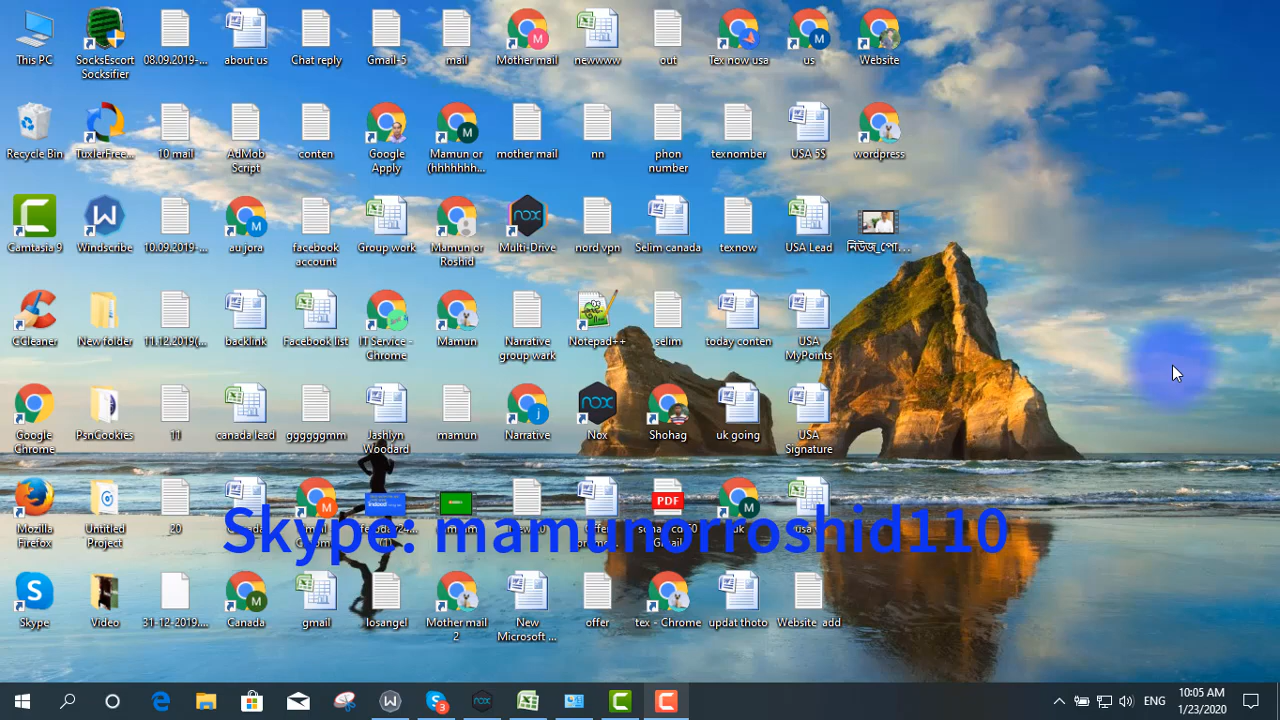 This PC
SocksEscort
Socksifier
08.09.2019-...
about us
Chat reply
Gmail-5
mail
Mother mail
newwww
out
Tex now usa
us
Website
Recycle Bin
TuxlerFree...
10 mail
AdMob
Script
conten
Google
Apply
Mamun or
(hhhhhhh...
mother mail
nn
phon
number
texnomber
USA 5$
wordpress
Camtasia 9
Windscribe
10.09.2019-...
au jora
facebook
account
Group work
Mamun or
Roshid
Multi-Drive
nord vpn
Selim canada
texnow
USA Lead
নিউজ_পো...
CCleaner
New folder
11.12.2019(...
backlink
Facebook list
IT Service -
Chrome
Mamun
Narrative
group wark
Notepad++
selim
today conten
USA
MyPoints
Google
Chrome
PsnCookies
11
canada lead
ggggggmm
Jashlyn
Woodard
mamun
Narrative
Nox
Shohag
uk going
USA
Signature
Mozilla
Firefox
Untitled
Project
20
PDF
Skype: mamunorroshid110
Skype
Video
31-12-2019....
Canada
gmail
losangel
Mother mail
2
New
Microsoft ...
offer
tex - Chrome
updat thoto
Website add
ENG
10:05 AM
1/23/2020